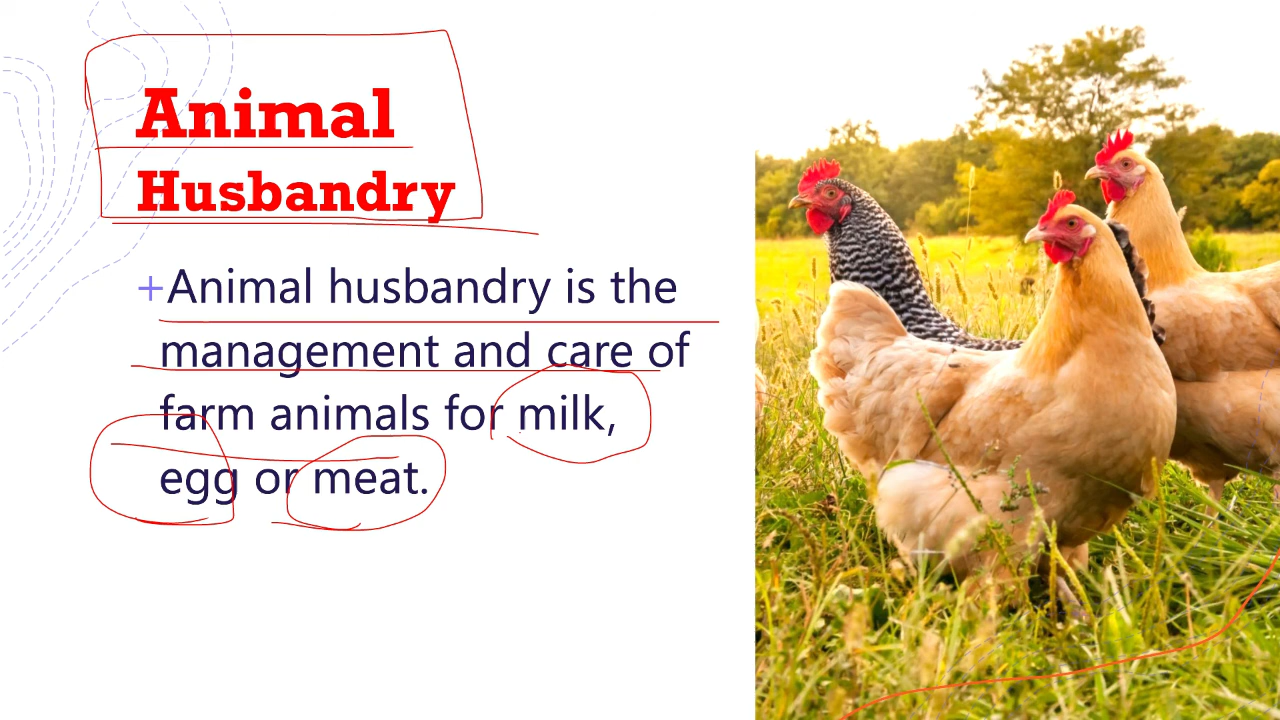 Animal
Husbandry
+Animal husbandry is the
management and care of
farm animals for milk,
egg or meat.